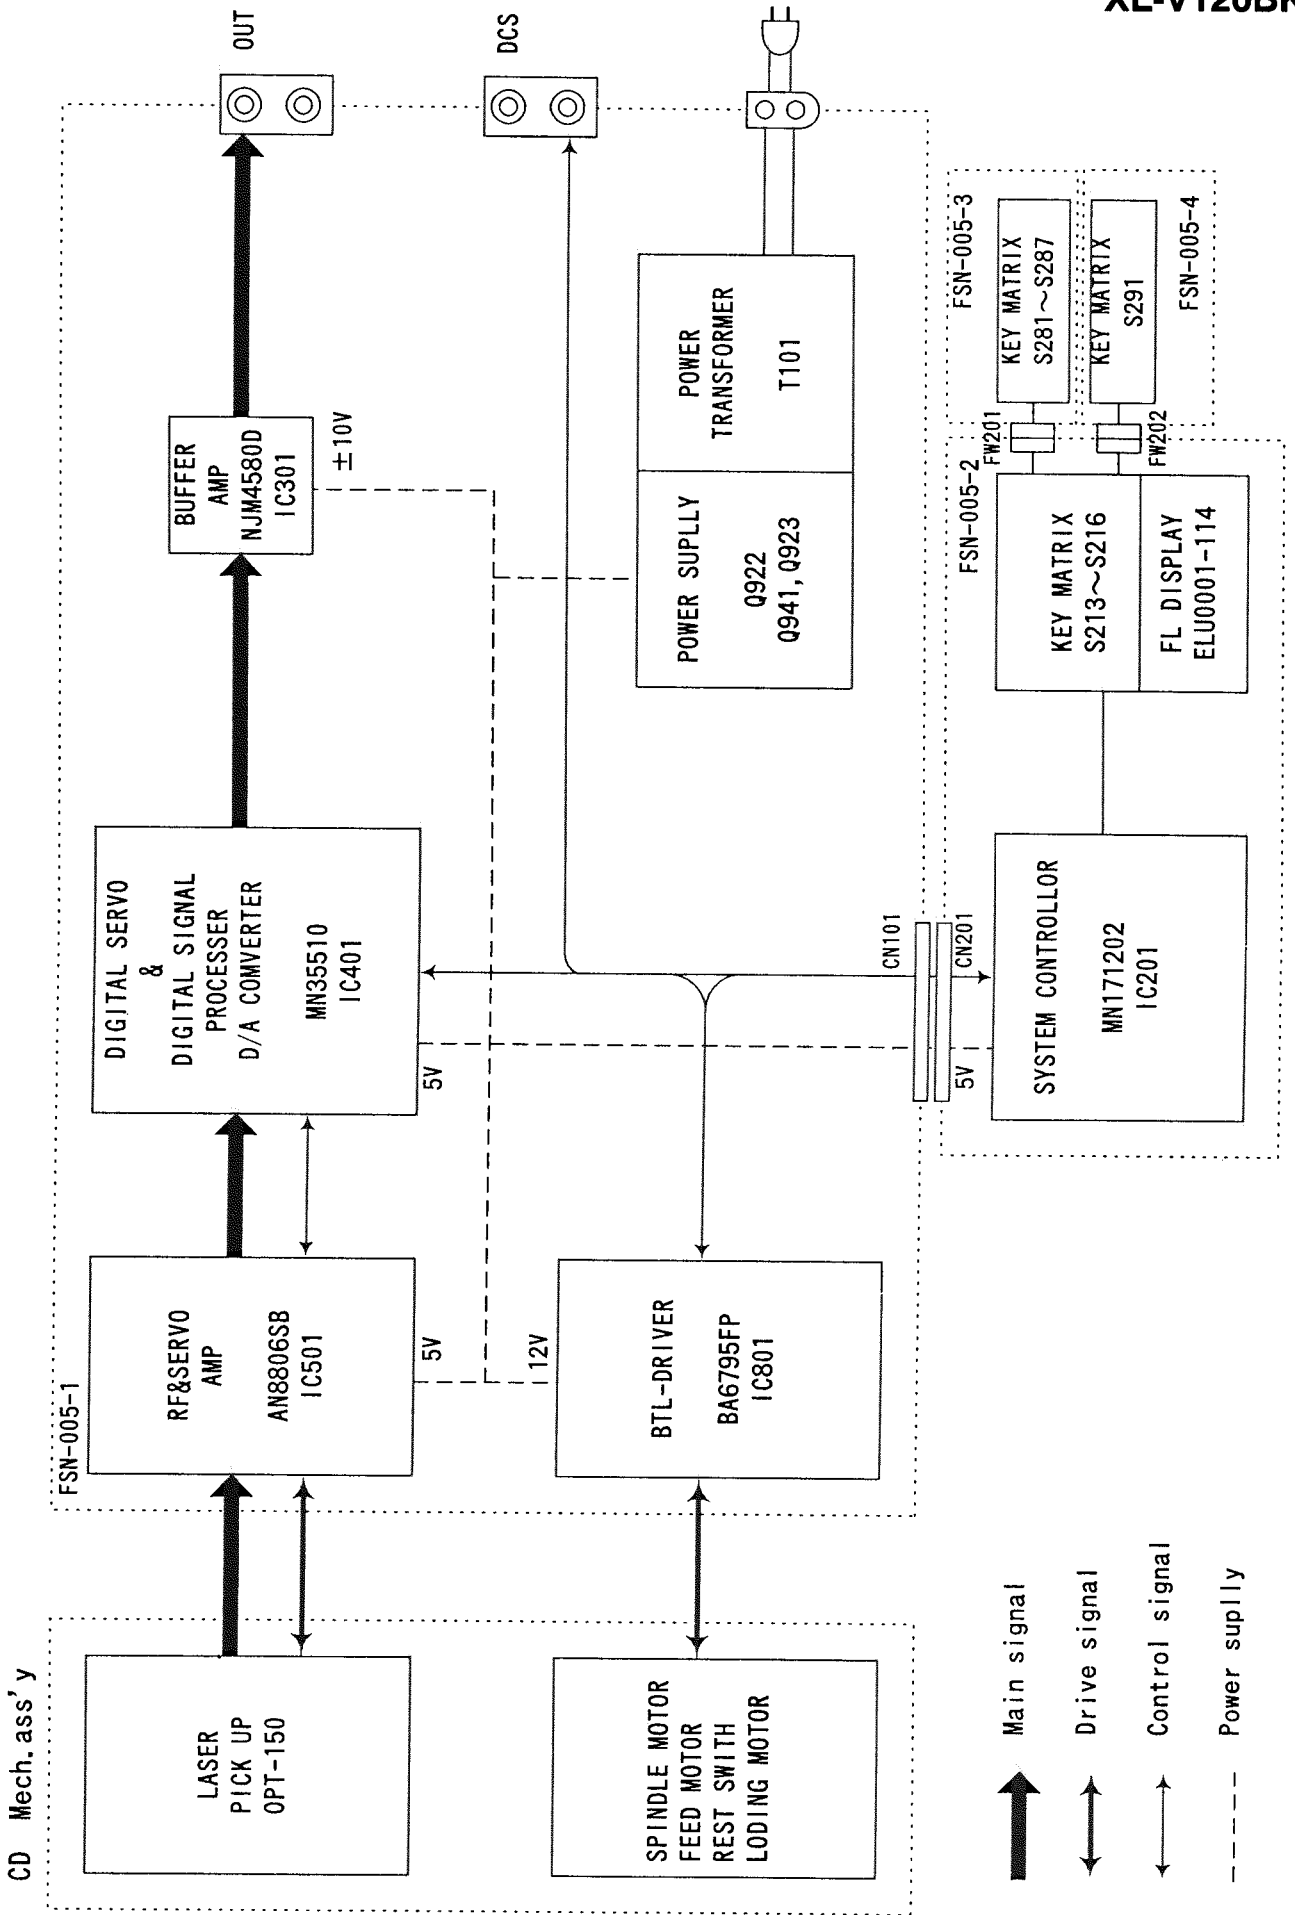 CD Mech. ass'y
LASER
PICK UP
OPT-150
SPINDLE MOTOR
FEED MOTOR
REST SWITH
LODING MOTOR
FSN-005-1
RF&SERVO
AMP
AN8806SB
IC501
5V
12V
BTL-DRIVER
BA6795FP
IC801
DIGITAL SERVO
&
DIGITAL SIGNAL
PROCESSER
D/A COMVERTER
MN35510
IC401
5V
BUFFER
AMP
NJM4580D
IC301
±10V
OUT
DCS
POWER SUPLLY
Q922
Q941, Q923
POWER
TRANSFORMER
T101
CN101
CN201
5V
SYSTEM CONTROLLOR
MN171202
IC201
FSN-005-2
KEY MATRIX
S213~S216
FL DISPLAY
ELU0001-114
FW201
FW202
FSN-005-3
KEY MATRIX
S281~S287
KEY MATRIX
S291
FSN-005-4
Main signal
Drive signal
Control signal
Power suplly